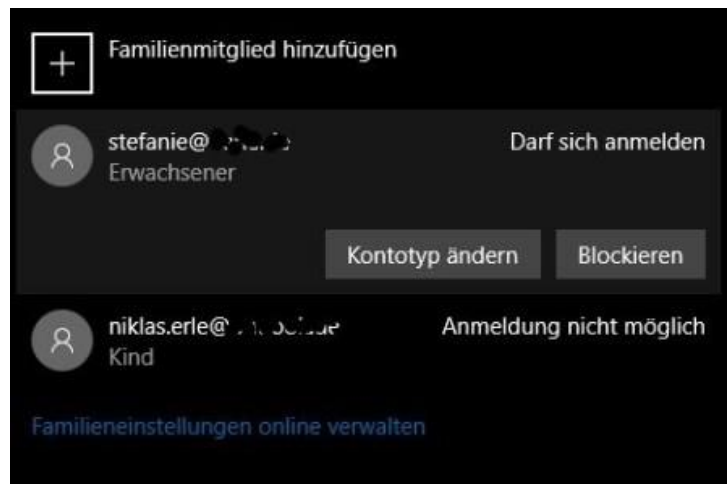 Familienmitglied hinzufügen
stefanie@
Darf sich anmelden
Erwachsener
Kontotyp ändern
Blockieren
niklas.erle@
Anmeldung nicht möglich
Kind
Familieneinstellungen online verwalten